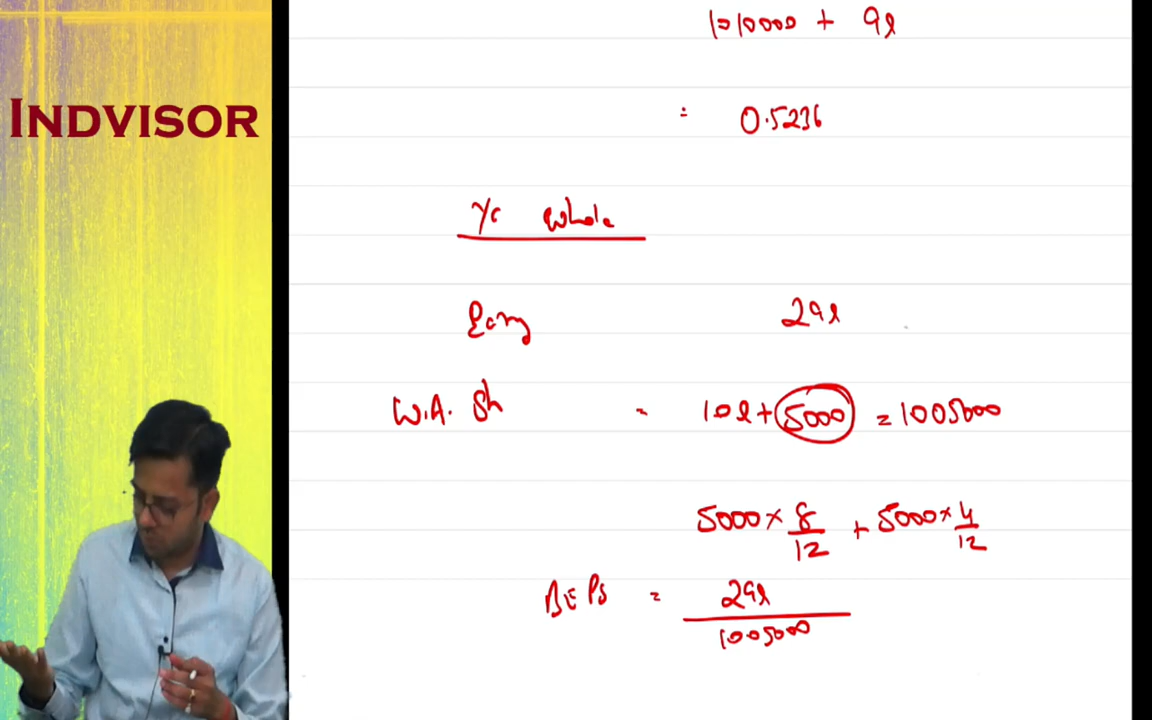 INDVISOR
1010000 + 9l
= 0.5236
Yr Whole
Earng 29l
W.A. Sh = 10l + 5000 = 1005000
5000 × 8/12 + 5000 × 4/12
BEPS = 29l / 1005000